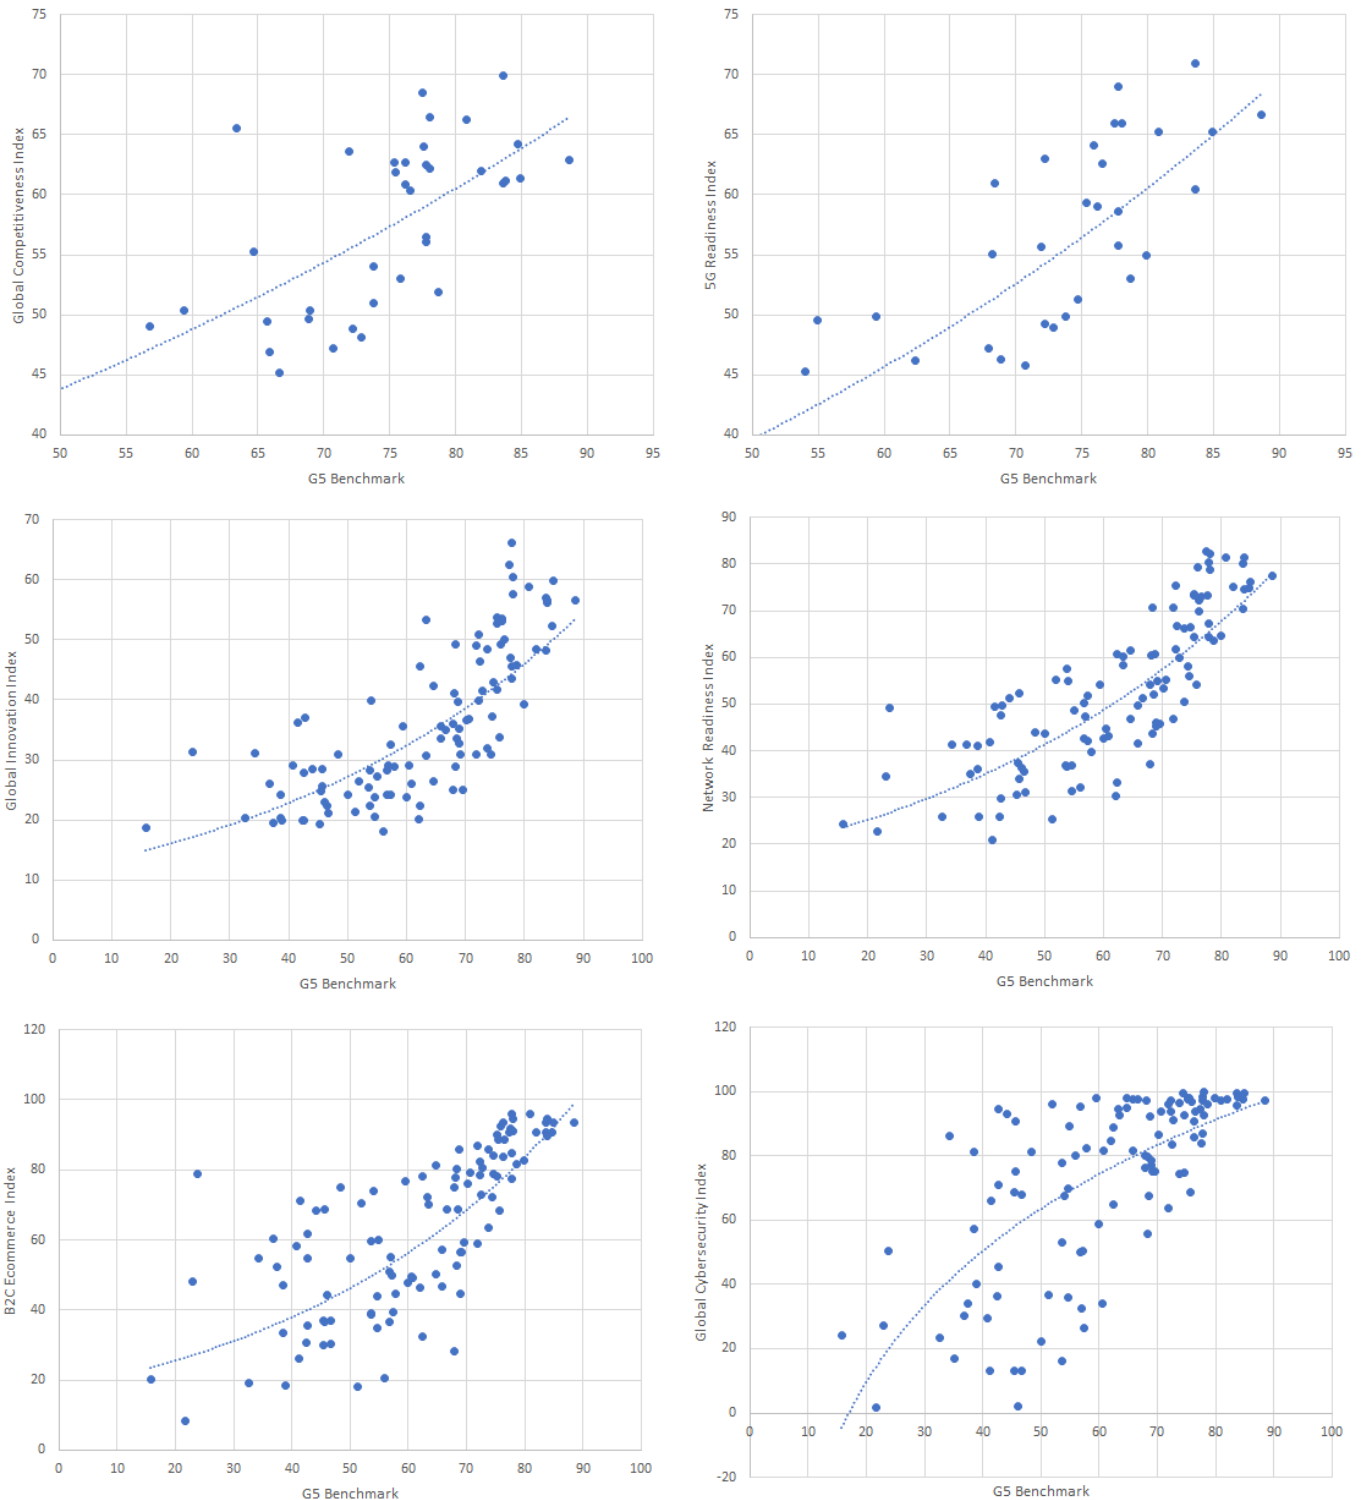 75
70
65
60
55
50
45
40
Global Competitiveness Index
50 55 60 65 70 75 80 85 90 95
G5 Benchmark
75
70
65
60
55
50
45
40
5G Readiness Index
50 55 60 65 70 75 80 85 90 95
G5 Benchmark
70
60
50
40
30
20
10
0
Global Innovation Index
0 10 20 30 40 50 60 70 80 90 100
G5 Benchmark
90
80
70
60
50
40
30
20
10
0
Network Readiness Index
0 10 20 30 40 50 60 70 80 90 100
G5 Benchmark
120
100
80
60
40
20
0
B2C Ecommerce Index
0 10 20 30 40 50 60 70 80 90 100
G5 Benchmark
120
100
80
60
40
20
0
-20
Global Cybersecurity Index
0 10 20 30 40 50 60 70 80 90 100
G5 Benchmark